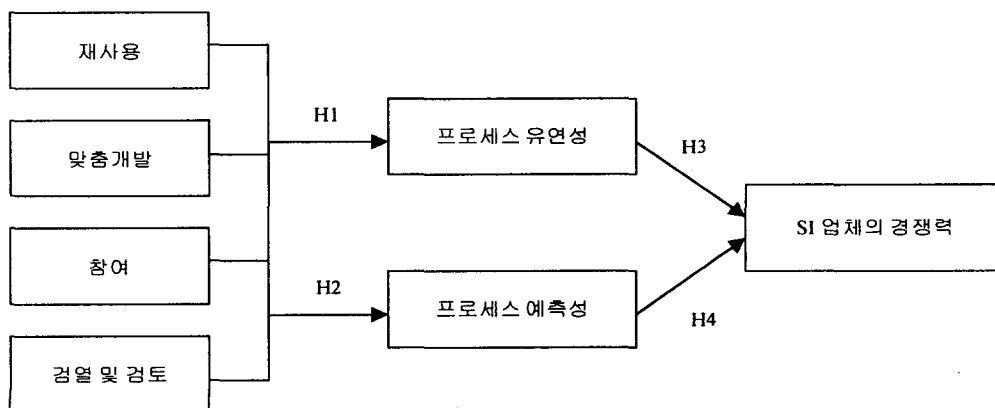 재사용
맞춤개발
참여
검열 및 검토
H1
H2
프로세스 유연성
프로세스 예측성
H3
H4
SI 업체의 경쟁력